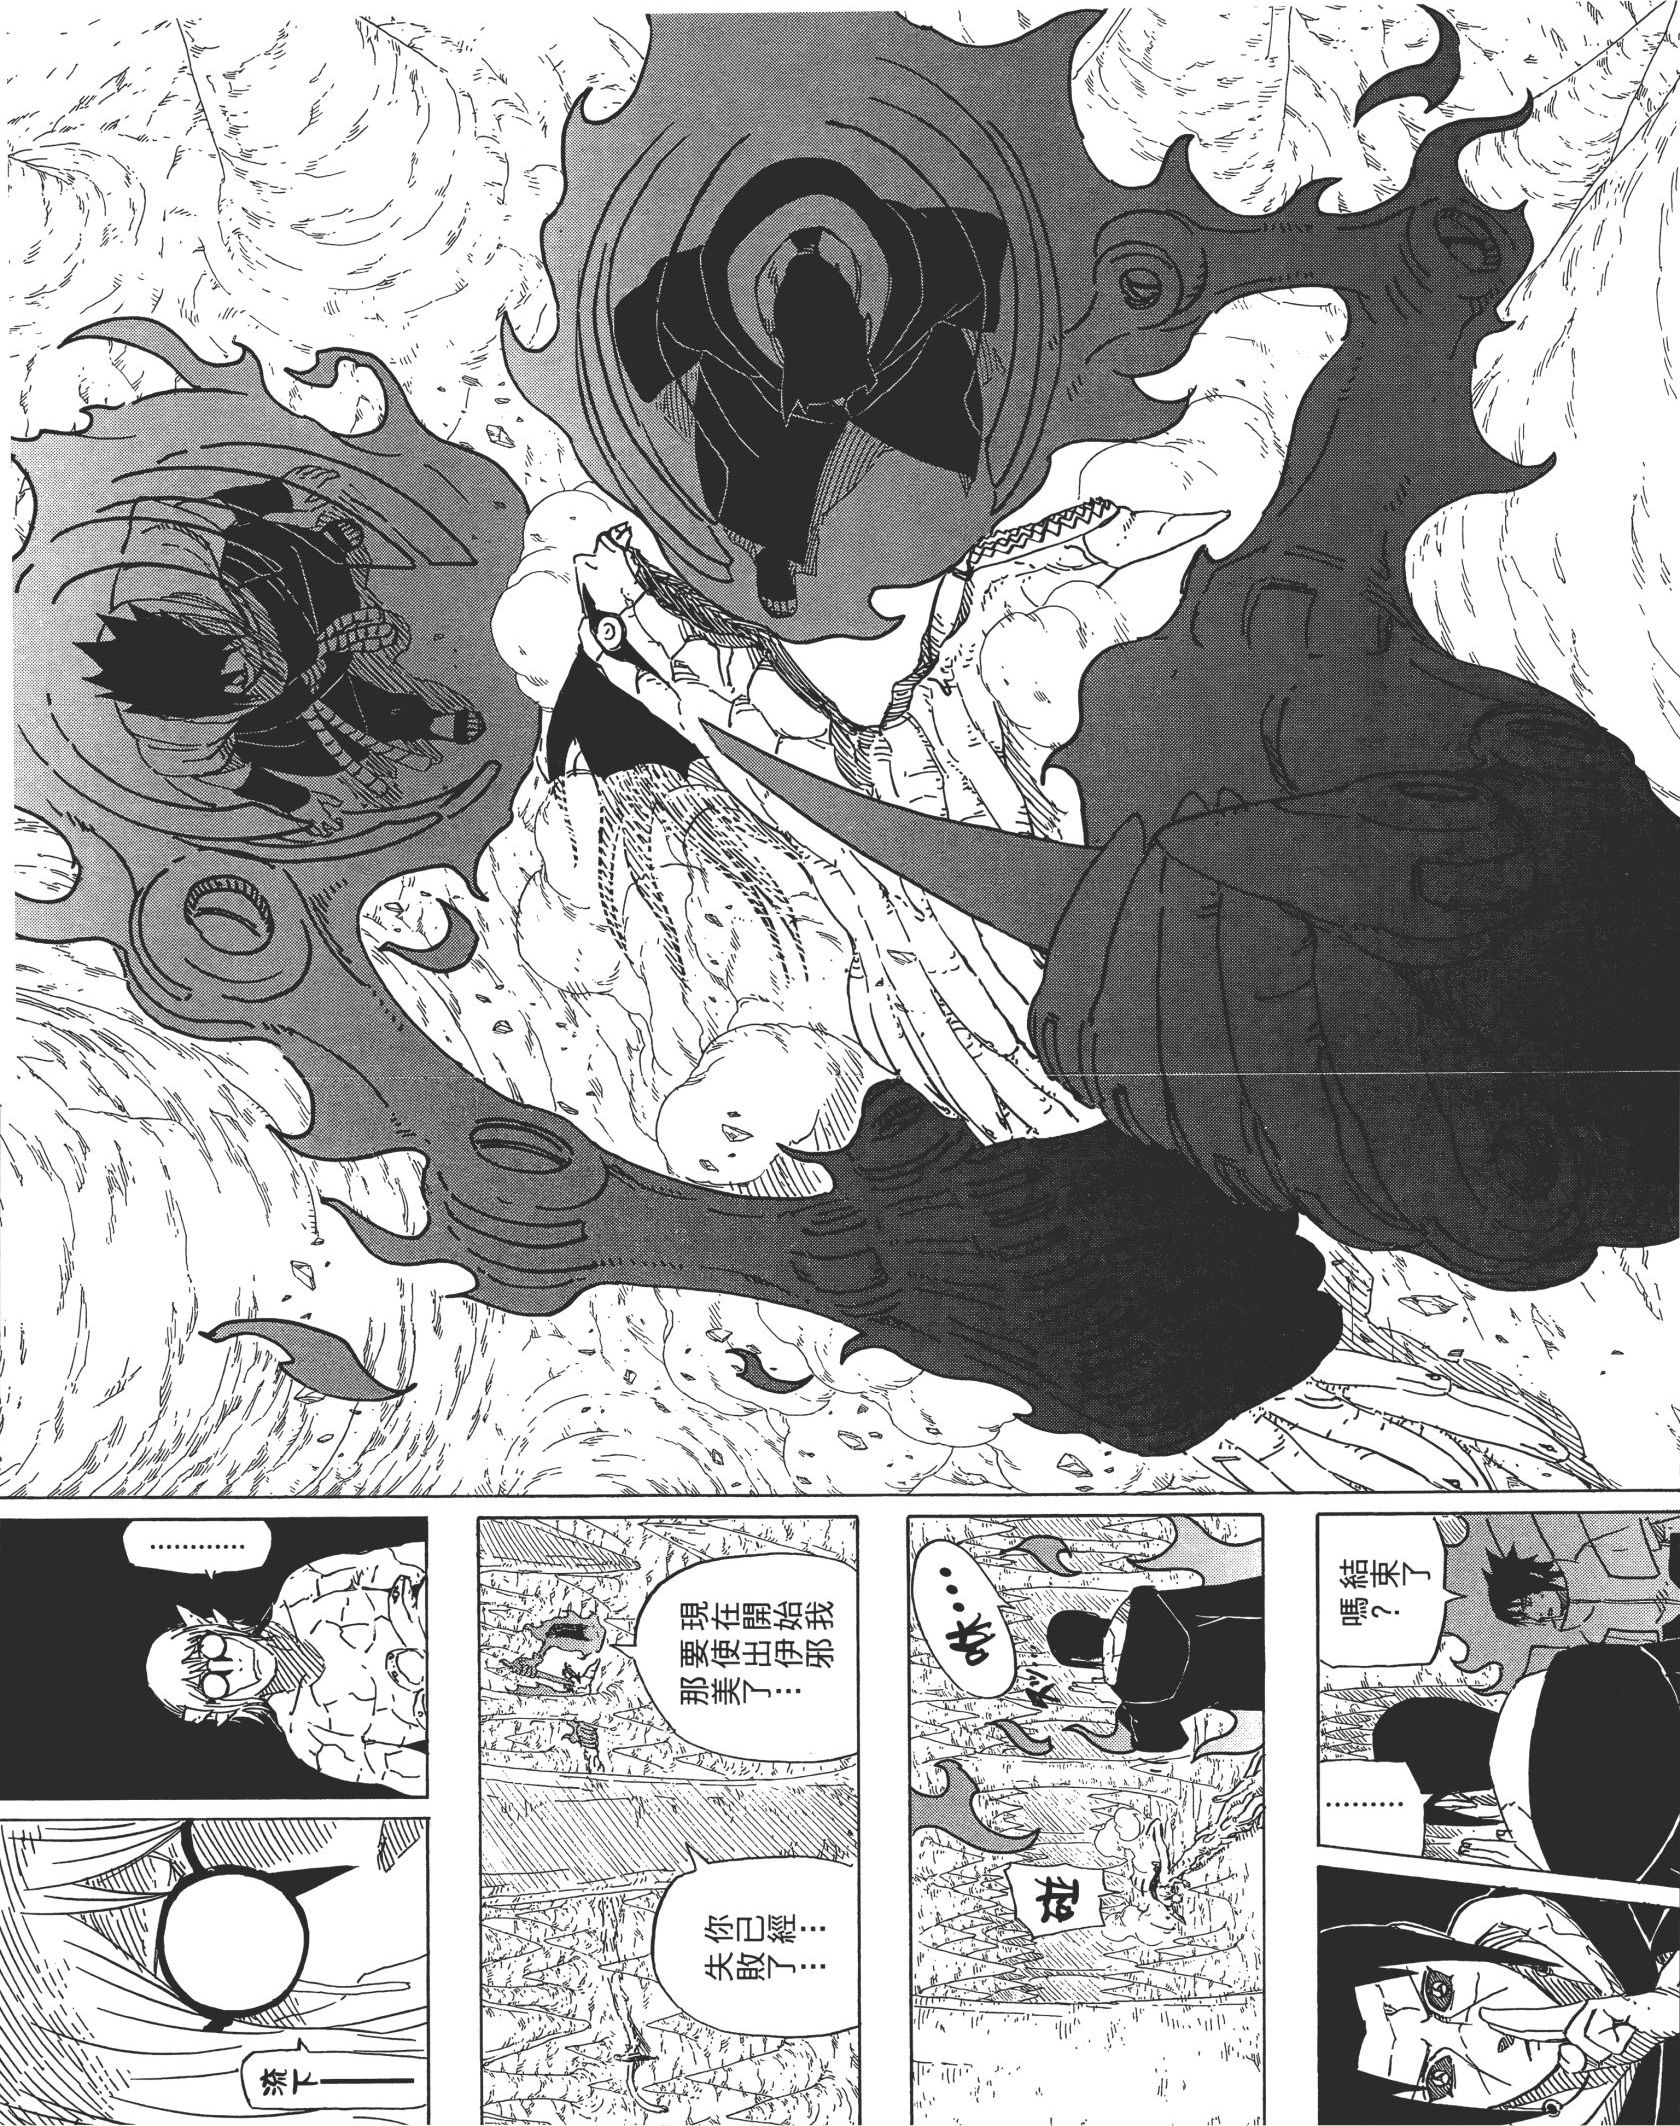 結束了
嗎?
………
咻…
碰
現在開始我
要使出伊邪
那美了…
你已經…
失敗了…
…………
流下——